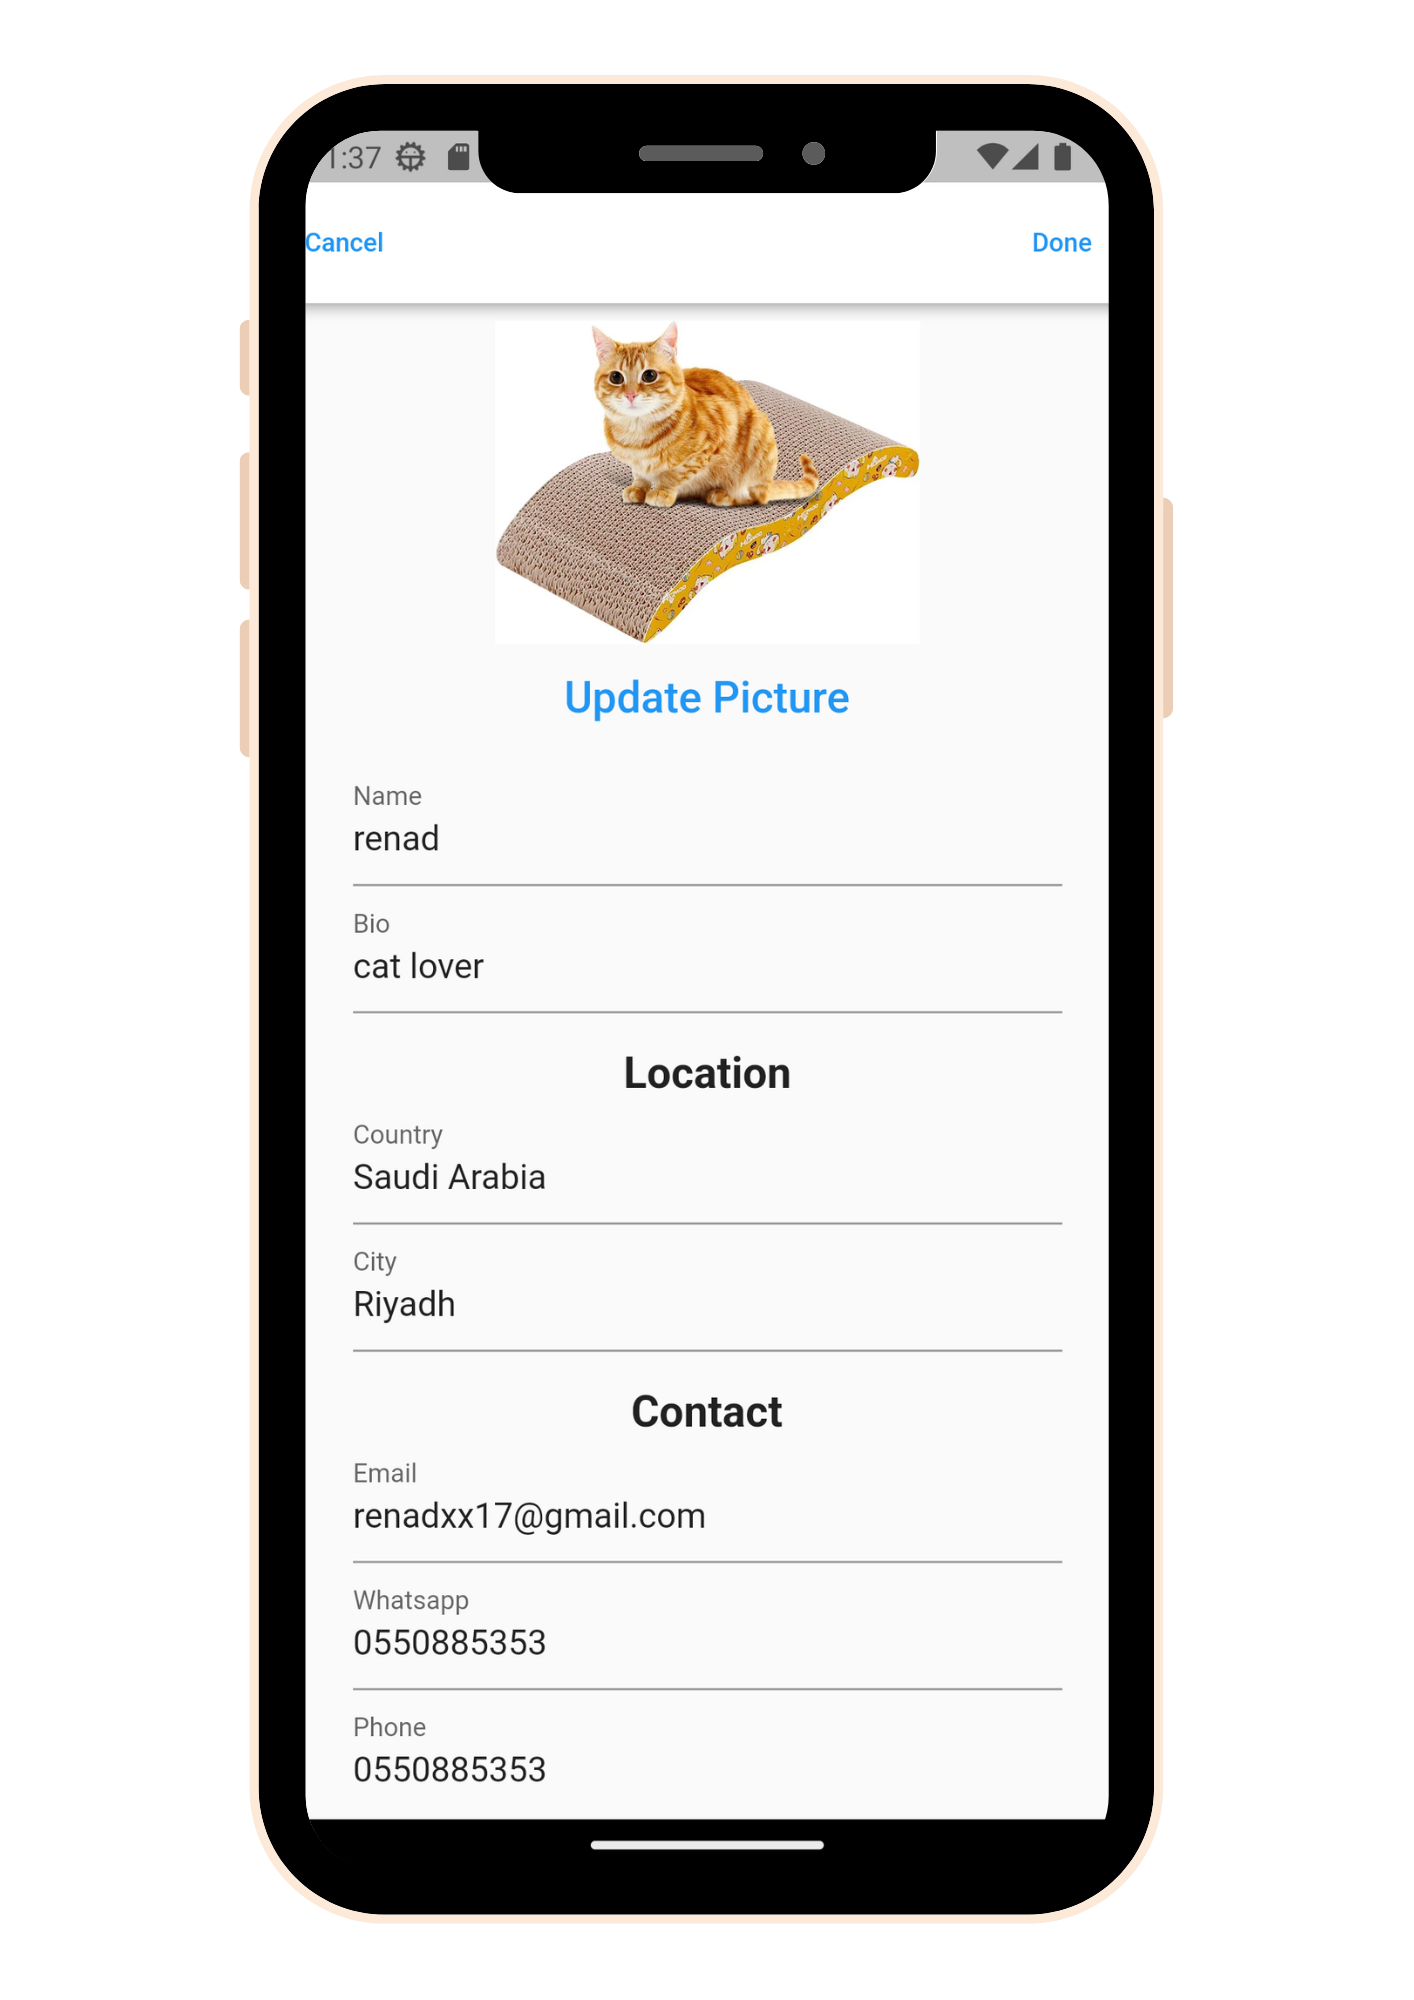 1:37
Cancel
Done
Update Picture
Name
renad
Bio
cat lover
Location
Country
Saudi Arabia
City
Riyadh
Contact
Email
renadxx17@gmail.com
Whatsapp
0550885353
Phone
0550885353